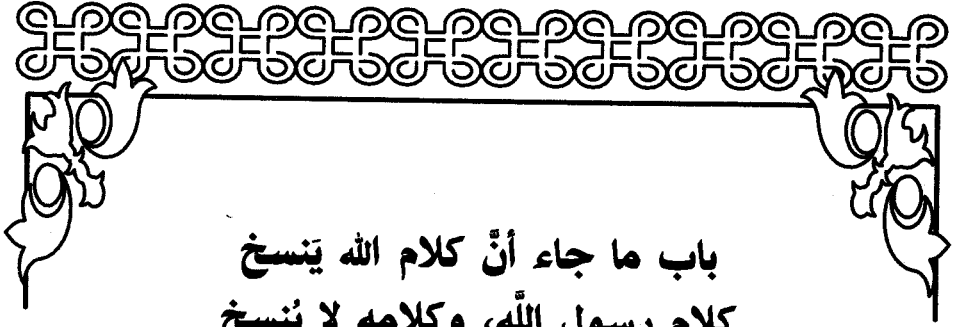 باب ما جاء أنَّ كلام الله يَنسخ
كلام رسول اللَّه، وكلامه لا يُنسخ